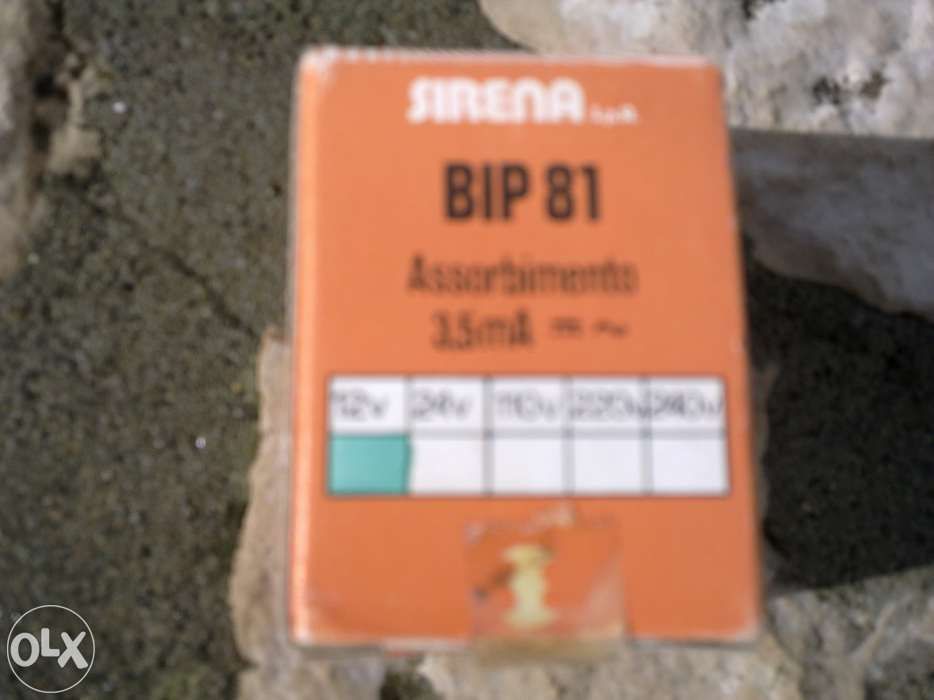 SIRENA S.p.A.
BIP 81
Assorbimento
3,5mA = ~
12v 24v 110v 220v 240v
OLX